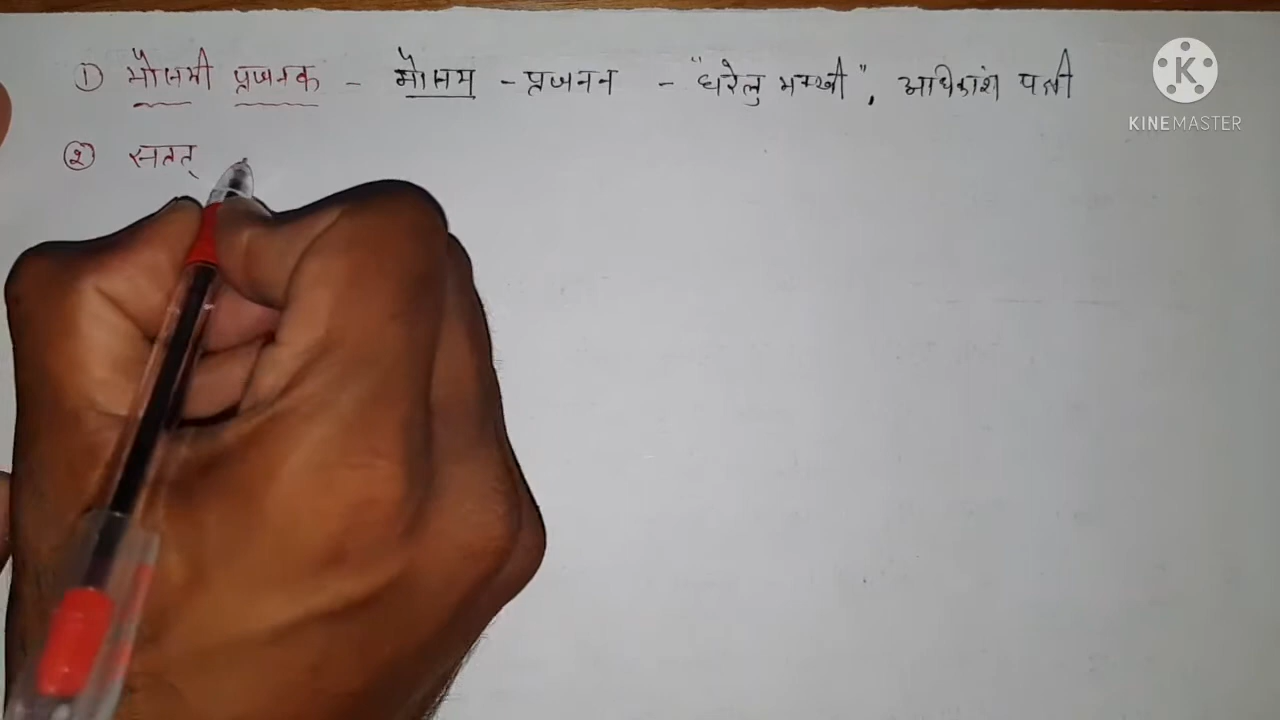 ① मौसमी प्रजनक - मौसम - प्रजनन - "घरेलु मक्खी", अधिकांश पक्षी
② सतत्
K
KINEMASTER